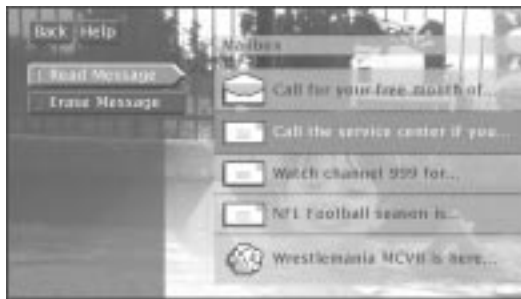 Back Help
Mailbox
Read Message
Erase Message
Call for your free month of...
Call the service center if you...
Watch channel 999 for...
NFL Football season is...
Wrestlemania MCVII is here...